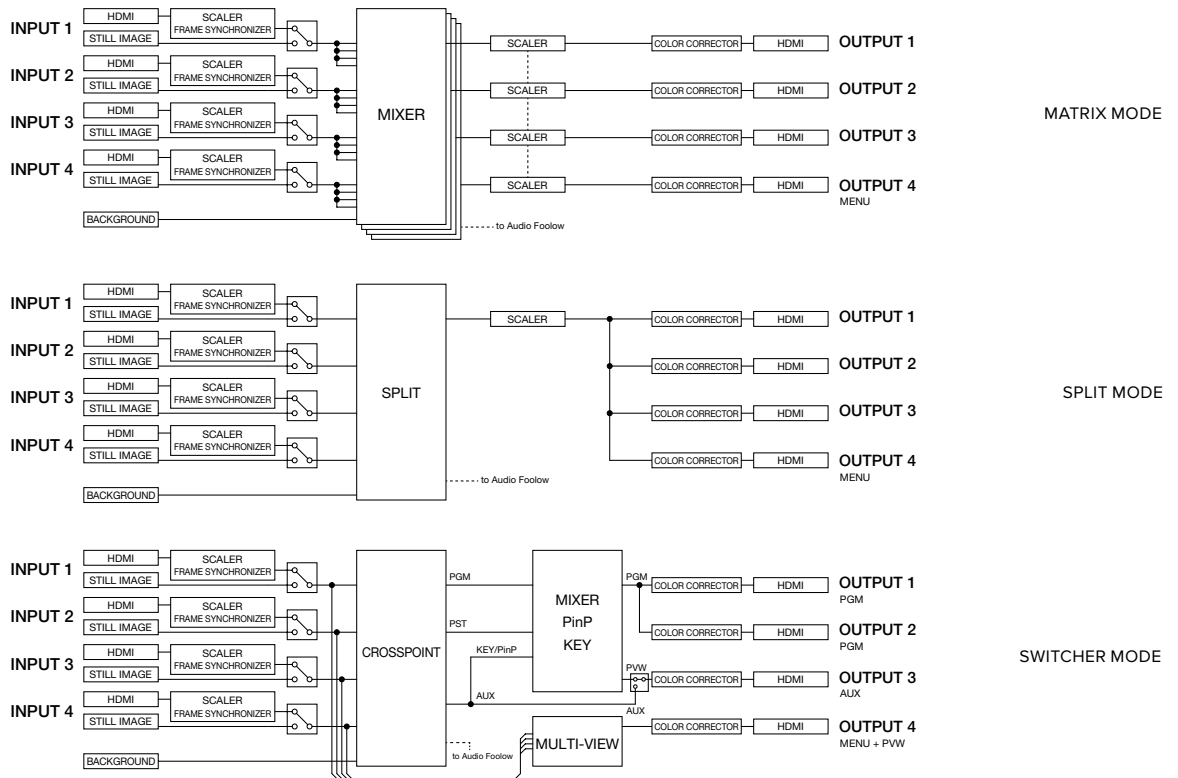 INPUT 1
HDMI
STILL IMAGE
SCALER
FRAME SYNCHRONIZER
INPUT 2
HDMI
STILL IMAGE
SCALER
FRAME SYNCHRONIZER
INPUT 3
HDMI
STILL IMAGE
SCALER
FRAME SYNCHRONIZER
INPUT 4
HDMI
STILL IMAGE
SCALER
FRAME SYNCHRONIZER
BACKGROUND
MIXER
to Audio Foolow
SCALER
COLOR CORRECTOR
HDMI
OUTPUT 1
SCALER
COLOR CORRECTOR
HDMI
OUTPUT 2
SCALER
COLOR CORRECTOR
HDMI
OUTPUT 3
SCALER
COLOR CORRECTOR
HDMI
OUTPUT 4
MENU
MATRIX MODE
INPUT 1
HDMI
STILL IMAGE
SCALER
FRAME SYNCHRONIZER
INPUT 2
HDMI
STILL IMAGE
SCALER
FRAME SYNCHRONIZER
INPUT 3
HDMI
STILL IMAGE
SCALER
FRAME SYNCHRONIZER
INPUT 4
HDMI
STILL IMAGE
SCALER
FRAME SYNCHRONIZER
BACKGROUND
SPLIT
to Audio Foolow
SCALER
COLOR CORRECTOR
HDMI
OUTPUT 1
COLOR CORRECTOR
HDMI
OUTPUT 2
COLOR CORRECTOR
HDMI
OUTPUT 3
COLOR CORRECTOR
HDMI
OUTPUT 4
MENU
SPLIT MODE
INPUT 1
HDMI
STILL IMAGE
SCALER
FRAME SYNCHRONIZER
INPUT 2
HDMI
STILL IMAGE
SCALER
FRAME SYNCHRONIZER
INPUT 3
HDMI
STILL IMAGE
SCALER
FRAME SYNCHRONIZER
INPUT 4
HDMI
STILL IMAGE
SCALER
FRAME SYNCHRONIZER
BACKGROUND
CROSSPOINT
PGM
PST
KEY/PinP
AUX
to Audio Foolow
MIXER
PinP
KEY
MULTI-VIEW
PGM
PVW
AUX
COLOR CORRECTOR
HDMI
OUTPUT 1
PGM
COLOR CORRECTOR
HDMI
OUTPUT 2
PGM
COLOR CORRECTOR
HDMI
OUTPUT 3
AUX
COLOR CORRECTOR
HDMI
OUTPUT 4
MENU + PVW
SWITCHER MODE